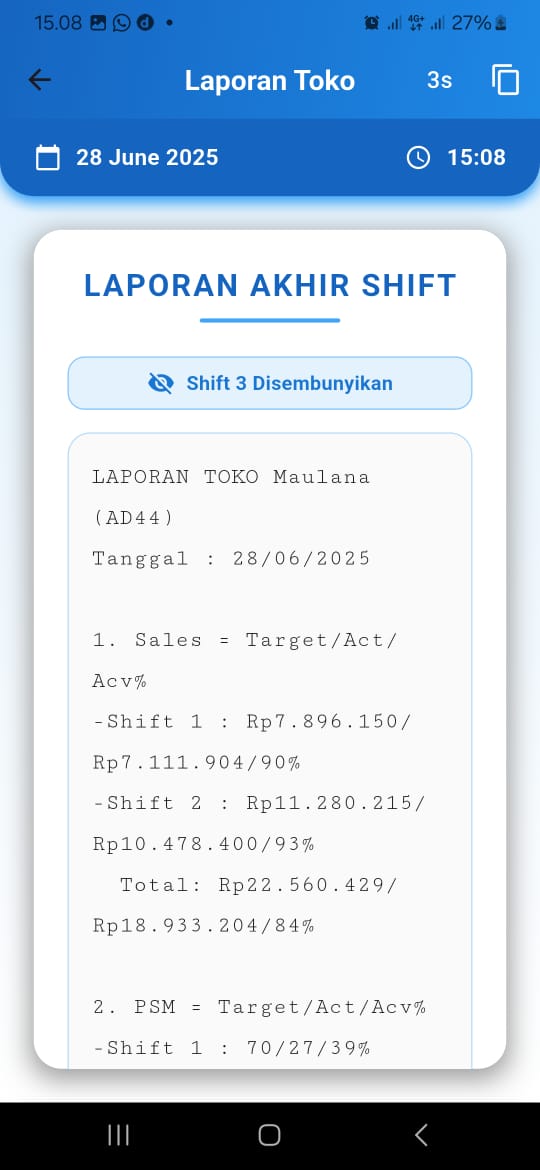 15.08
4G+
27%
Laporan Toko
3s
28 June 2025
15:08
LAPORAN AKHIR SHIFT
Shift 3 Disembunyikan
LAPORAN TOKO Maulana
(AD44)
Tanggal : 28/06/2025
1. Sales = Target/Act/
Acv%
-Shift 1 : Rp7.896.150/
Rp7.111.904/90%
-Shift 2 : Rp11.280.215/
Rp10.478.400/93%
Total: Rp22.560.429/
Rp18.933.204/84%
2. PSM = Target/Act/Acv%
-Shift 1 : 70/27/39%